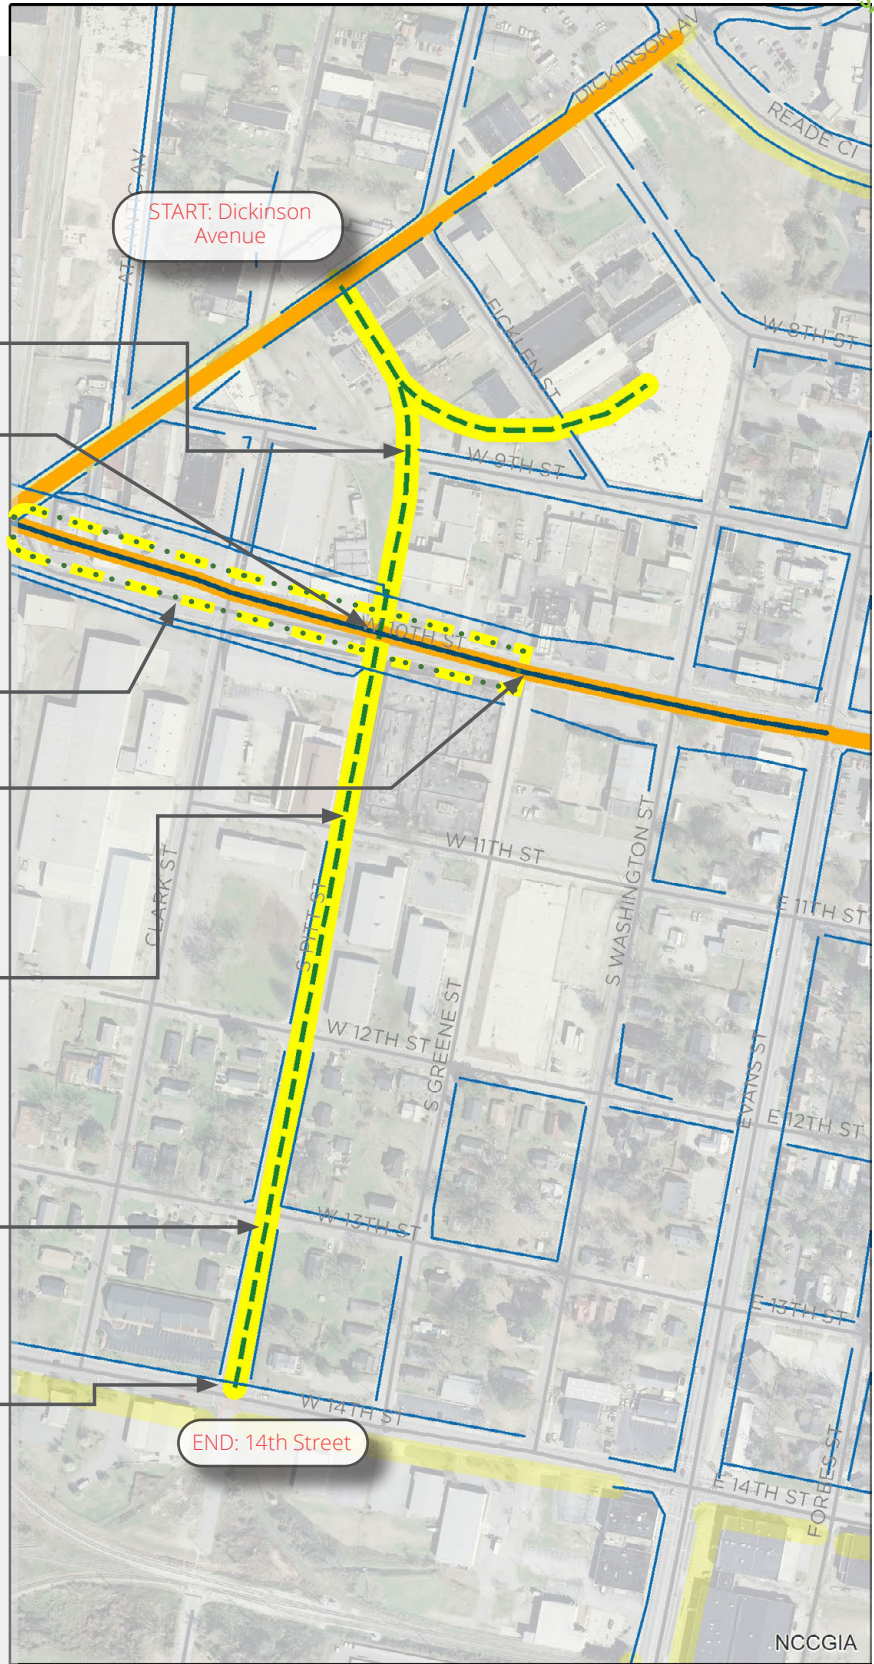 DICKINSON AV
READE CI
ATLANTIC AV
START: Dickinson
Avenue
FICKLEN ST
W 8TH ST
W 9TH ST
W 10TH ST
W 11TH ST
S WASHINGTON ST
CLARK ST
S PITT ST
E 11TH ST
W 12TH ST
S GREENE ST
EVANS ST
E 12TH ST
W 13TH ST
E 13TH ST
W 14TH ST
END: 14th Street
E 14TH ST
FORBES ST
NCCGIA